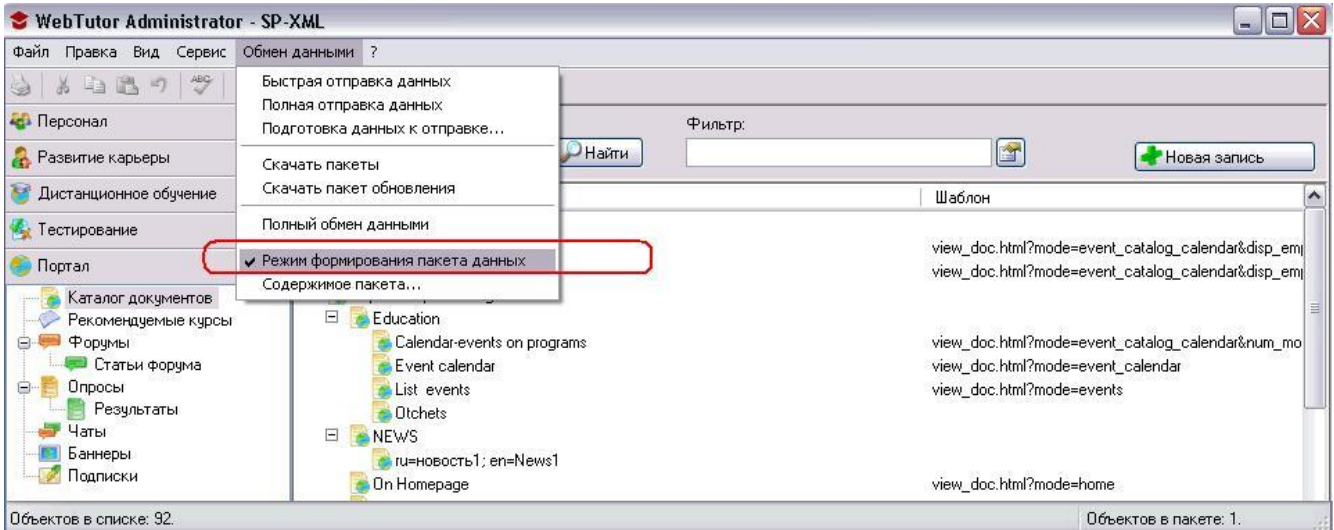 WebTutor Administrator - SP-XML
Файл Правка Вид Сервис Обмен данными ?
ABC
Быстрая отправка данных
Полная отправка данных
Подготовка данных к отправке...
Скачать пакеты
Скачать пакет обновления
Полный обмен данными
Режим формирования пакета данных
Содержимое пакета...
Персонал
Развитие карьеры
Дистанционное обучение
Тестирование
Портал
Каталог документов
Рекомендуемые курсы
Форумы
Статьи форума
Опросы
Результаты
Чаты
Баннеры
Подписки
Фильтр:
Найти
Новая запись
Шаблон
view_doc.html?mode=event_catalog_calendar&disp_em
view_doc.html?mode=event_catalog_calendar&disp_em
Education
Calendar-events on programs view_doc.html?mode=event_catalog_calendar&num_mo
Event calendar view_doc.html?mode=event_calendar
List events view_doc.html?mode=events
Otchets
NEWS
ru=новость1; en=News1
On Homepage view_doc.html?mode=home
Объектов в списке: 92.
Объектов в пакете: 1.